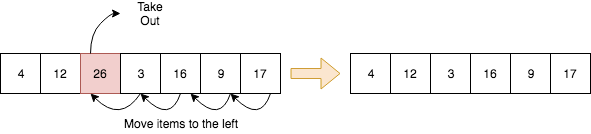 Take
Out
4 12 26 3 16 9 17
4 12 3 16 9 17
Move items to the left